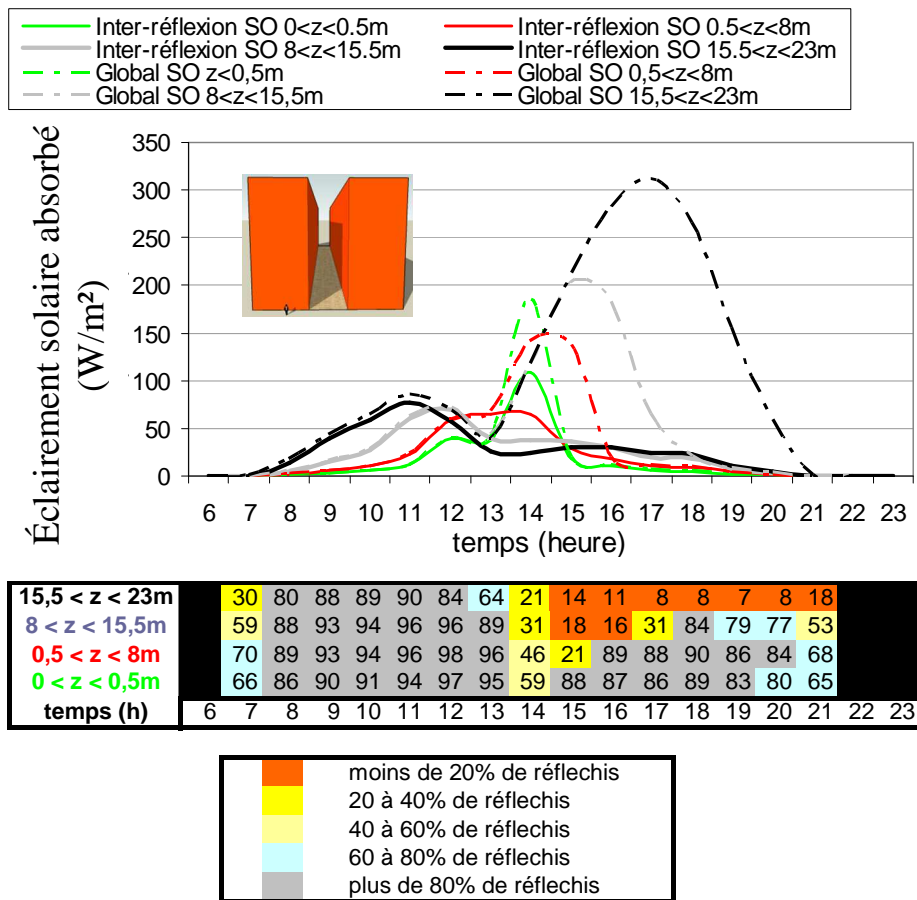 Inter-réflexion SO 0<z<0.5m Inter-réflexion SO 0.5<z<8m
Inter-réflexion SO 8<z<15.5m Inter-réflexion SO 15.5<z<23m
Global SO z<0,5m Global SO 0,5<z<8m
Global SO 8<z<15,5m Global SO 15,5<z<23m
Éclairement solaire absorbé
(W/m²)
350
300
250
200
150
100
50
0
6 7 8 9 10 11 12 13 14 15 16 17 18 19 20 21 22 23
temps (heure)
15,5 < z < 23m 30 80 88 89 90 84 64 21 14 11 8 8 7 8 18
8 < z < 15,5m 59 88 93 94 96 96 89 31 18 16 31 84 79 77 53
0,5 < z < 8m 70 89 93 94 96 98 96 46 21 89 88 90 86 84 68
0 < z < 0,5m 66 86 90 91 94 97 95 59 88 87 86 89 83 80 65
temps (h) 6 7 8 9 10 11 12 13 14 15 16 17 18 19 20 21 22 23
moins de 20% de réflechis
20 à 40% de réflechis
40 à 60% de réflechis
60 à 80% de réflechis
plus de 80% de réflechis